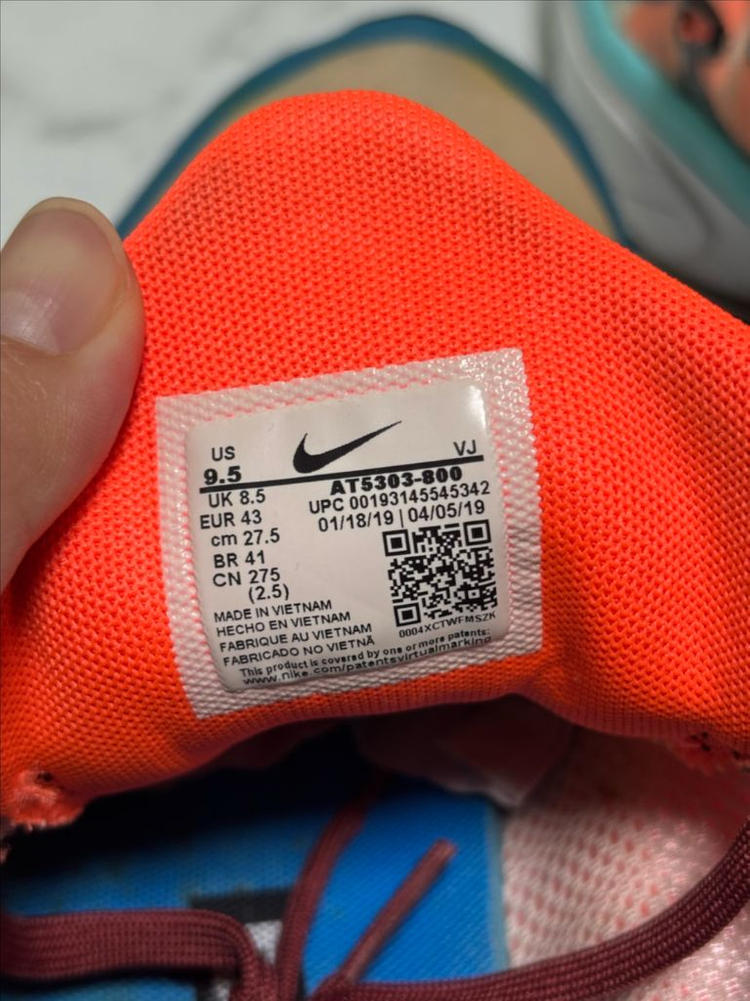 US
VJ
9.5
AT5303-800
UK 8.5
UPC 00193145545342
EUR 43
01/18/19 | 04/05/19
cm 27.5
BR 41
CN 275
(2.5)
MADE IN VIETNAM
HECHO EN VIETNAM
FABRIQUE AU VIETNAM
FABRICADO NO VIETNÃ
0004XCTWFMSZK
This product is covered by one or more patents:
www.nike.com/patentsvirtualmarking